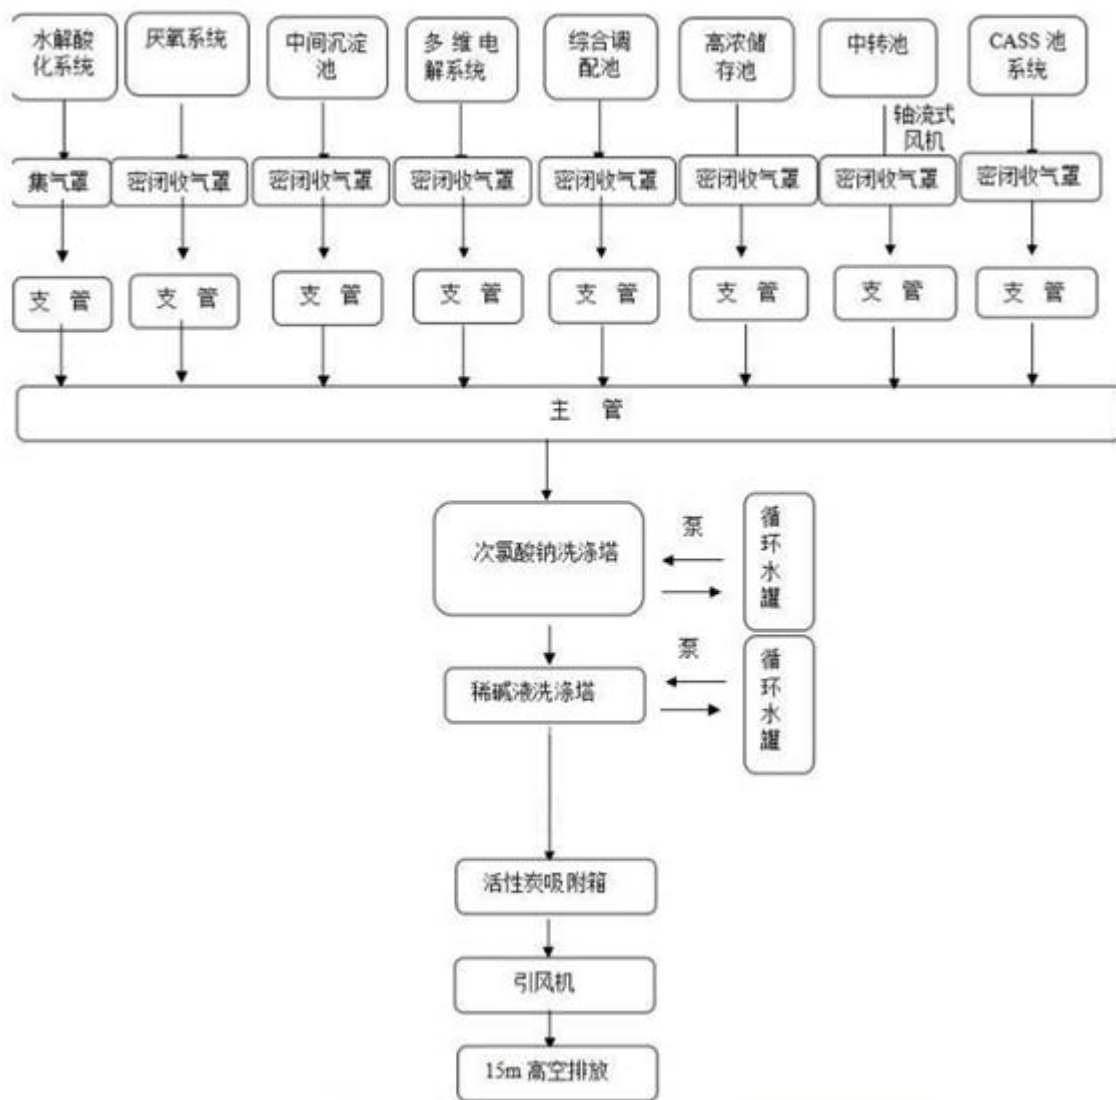 水解酸
化系统
厌氧系统
中间沉淀
池
多维电
解系统
综合调
配池
高浓储
存池
中转池
CASS 池
系统
轴流式
风机
集气罩
密闭收气罩
密闭收气罩
密闭收气罩
密闭收气罩
密闭收气罩
密闭收气罩
密闭收气罩
支 管
支 管
支 管
支 管
支 管
支 管
支 管
支 管
主 管
次氯酸钠洗涤塔
泵
循
环
水
罐
稀碱液洗涤塔
泵
循
环
水
罐
活性炭吸附箱
引风机
15m 高空排放